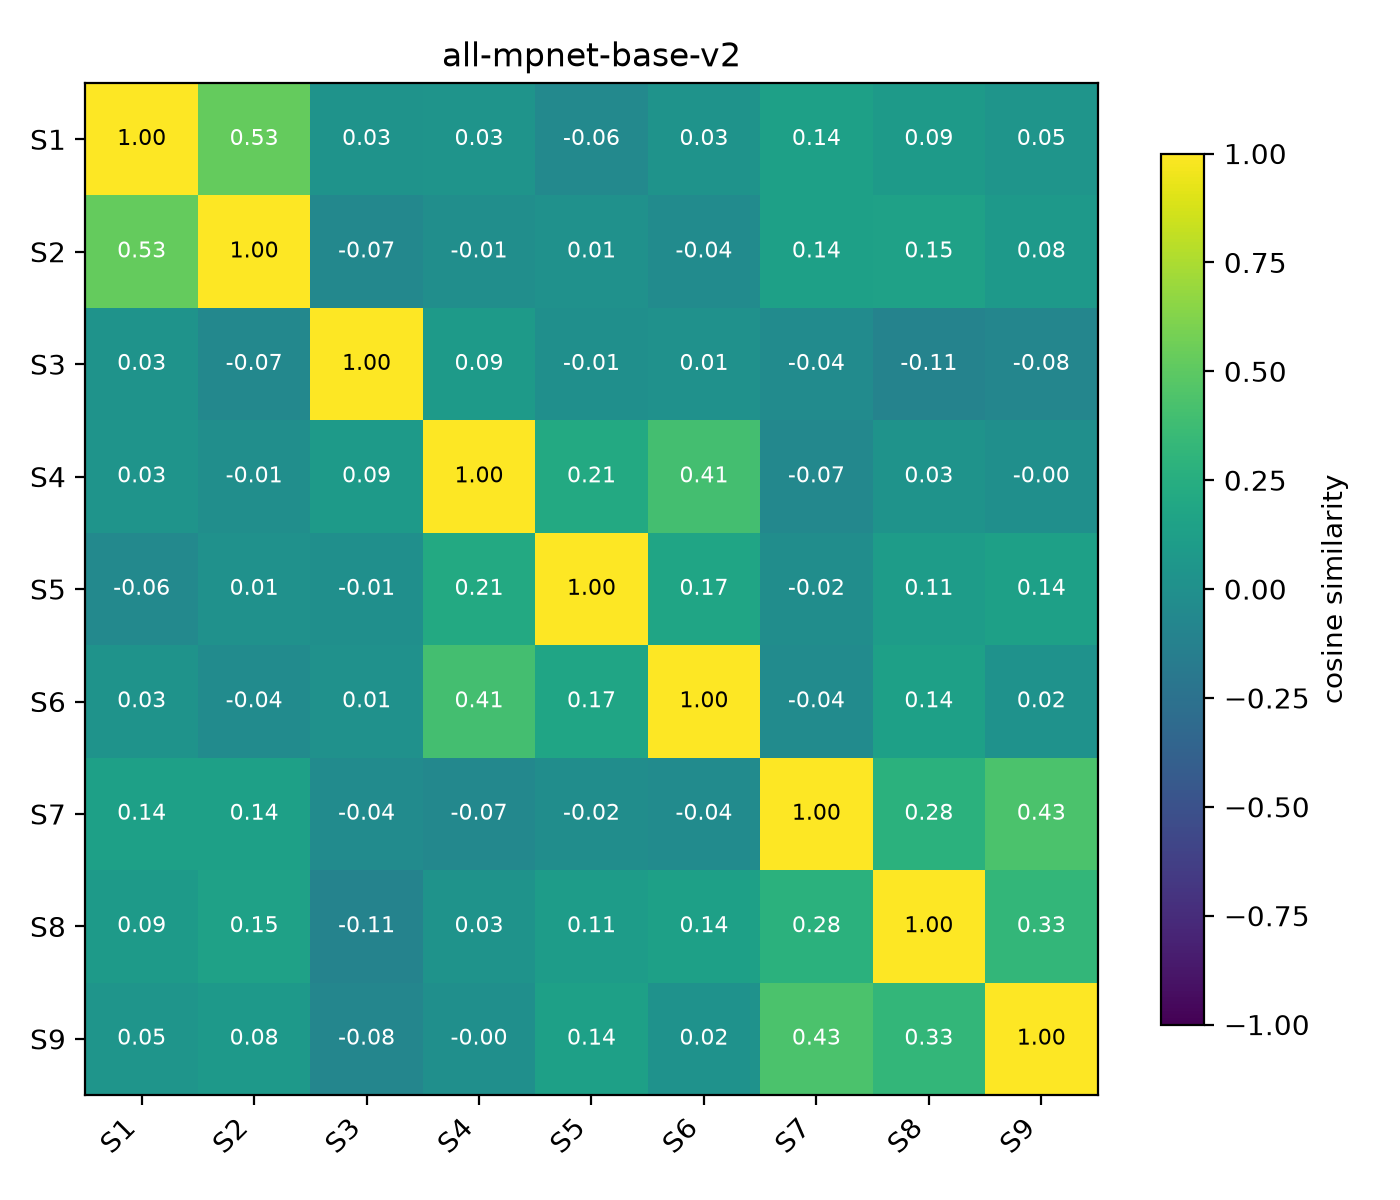 all-mpnet-base-v2
S1 1.00 0.53 0.03 0.03 -0.06 0.03 0.14 0.09 0.05
S2 0.53 1.00 -0.07 -0.01 0.01 -0.04 0.14 0.15 0.08
S3 0.03 -0.07 1.00 0.09 -0.01 0.01 -0.04 -0.11 -0.08
S4 0.03 -0.01 0.09 1.00 0.21 0.41 -0.07 0.03 -0.00
S5 -0.06 0.01 -0.01 0.21 1.00 0.17 -0.02 0.11 0.14
S6 0.03 -0.04 0.01 0.41 0.17 1.00 -0.04 0.14 0.02
S7 0.14 0.14 -0.04 -0.07 -0.02 -0.04 1.00 0.28 0.43
S8 0.09 0.15 -0.11 0.03 0.11 0.14 0.28 1.00 0.33
S9 0.05 0.08 -0.08 -0.00 0.14 0.02 0.43 0.33 1.00
S1 S2 S3 S4 S5 S6 S7 S8 S9
1.00
0.75
0.50
0.25
0.00
−0.25
−0.50
−0.75
−1.00
cosine similarity